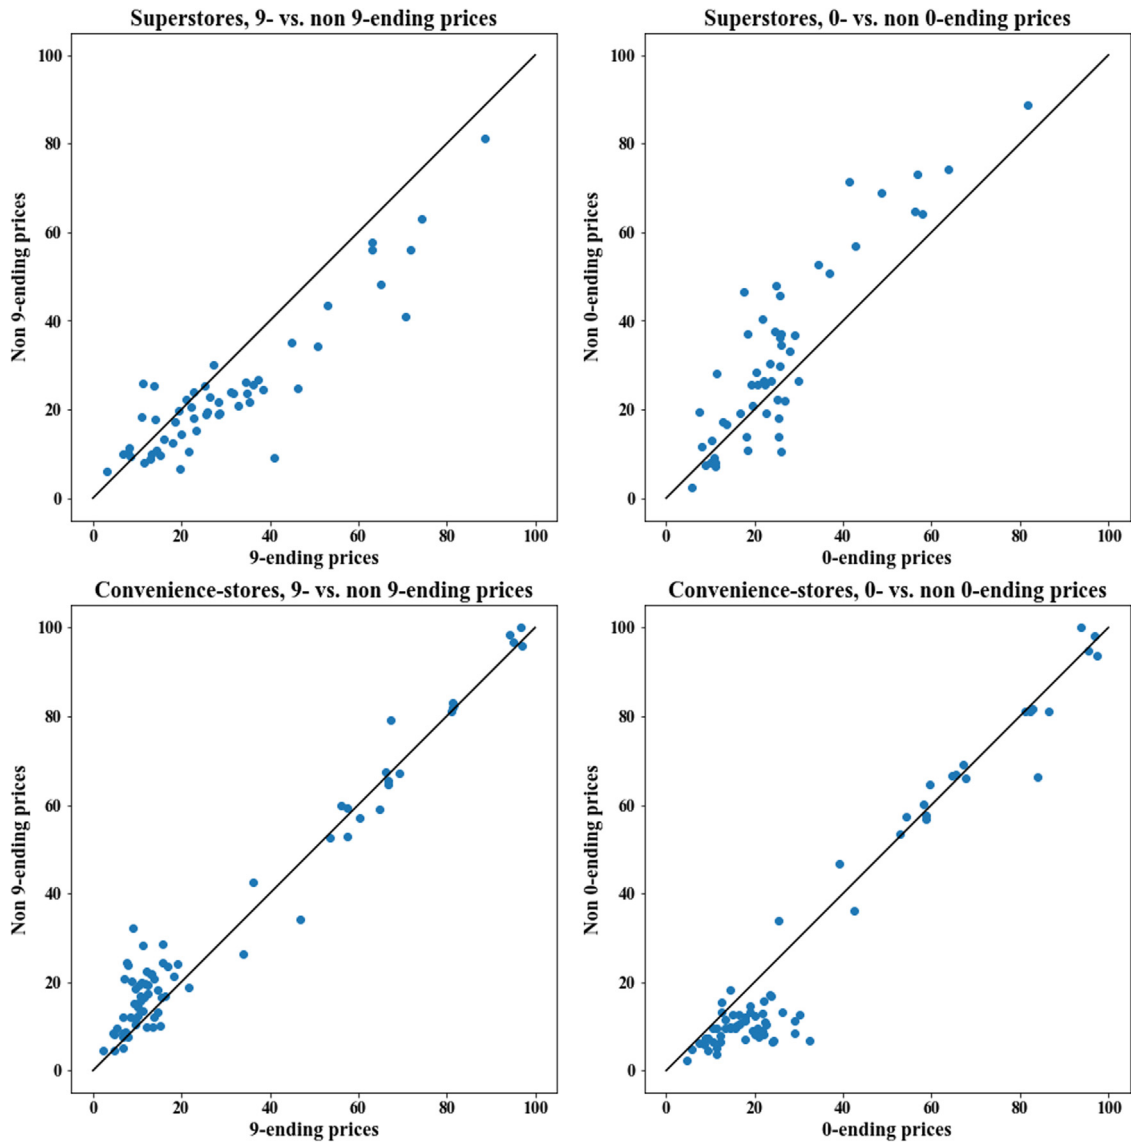 Superstores, 9- vs. non 9-ending prices
100
80
60
40
20
0
Non 9-ending prices
0 20 40 60 80 100
9-ending prices
Superstores, 0- vs. non 0-ending prices
100
80
60
40
20
0
Non 0-ending prices
0 20 40 60 80 100
0-ending prices
Convenience-stores, 9- vs. non 9-ending prices
100
80
60
40
20
0
Non 9-ending prices
0 20 40 60 80 100
9-ending prices
Convenience-stores, 0- vs. non 0-ending prices
100
80
60
40
20
0
Non 0-ending prices
0 20 40 60 80 100
0-ending prices